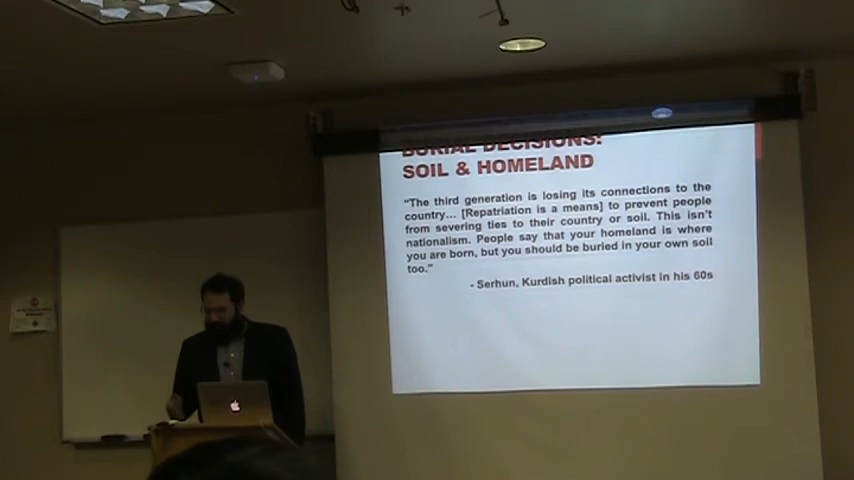 BURIAL DECISIONS:
SOIL & HOMELAND
“The third generation is losing its connections to the
country… [Repatriation is a means] to prevent people
from severing ties to their country or soil. This isn’t
nationalism. People say that your homeland is where
you are born, but you should be buried in your own soil
too.”
- Serhun, Kurdish political activist in his 60s